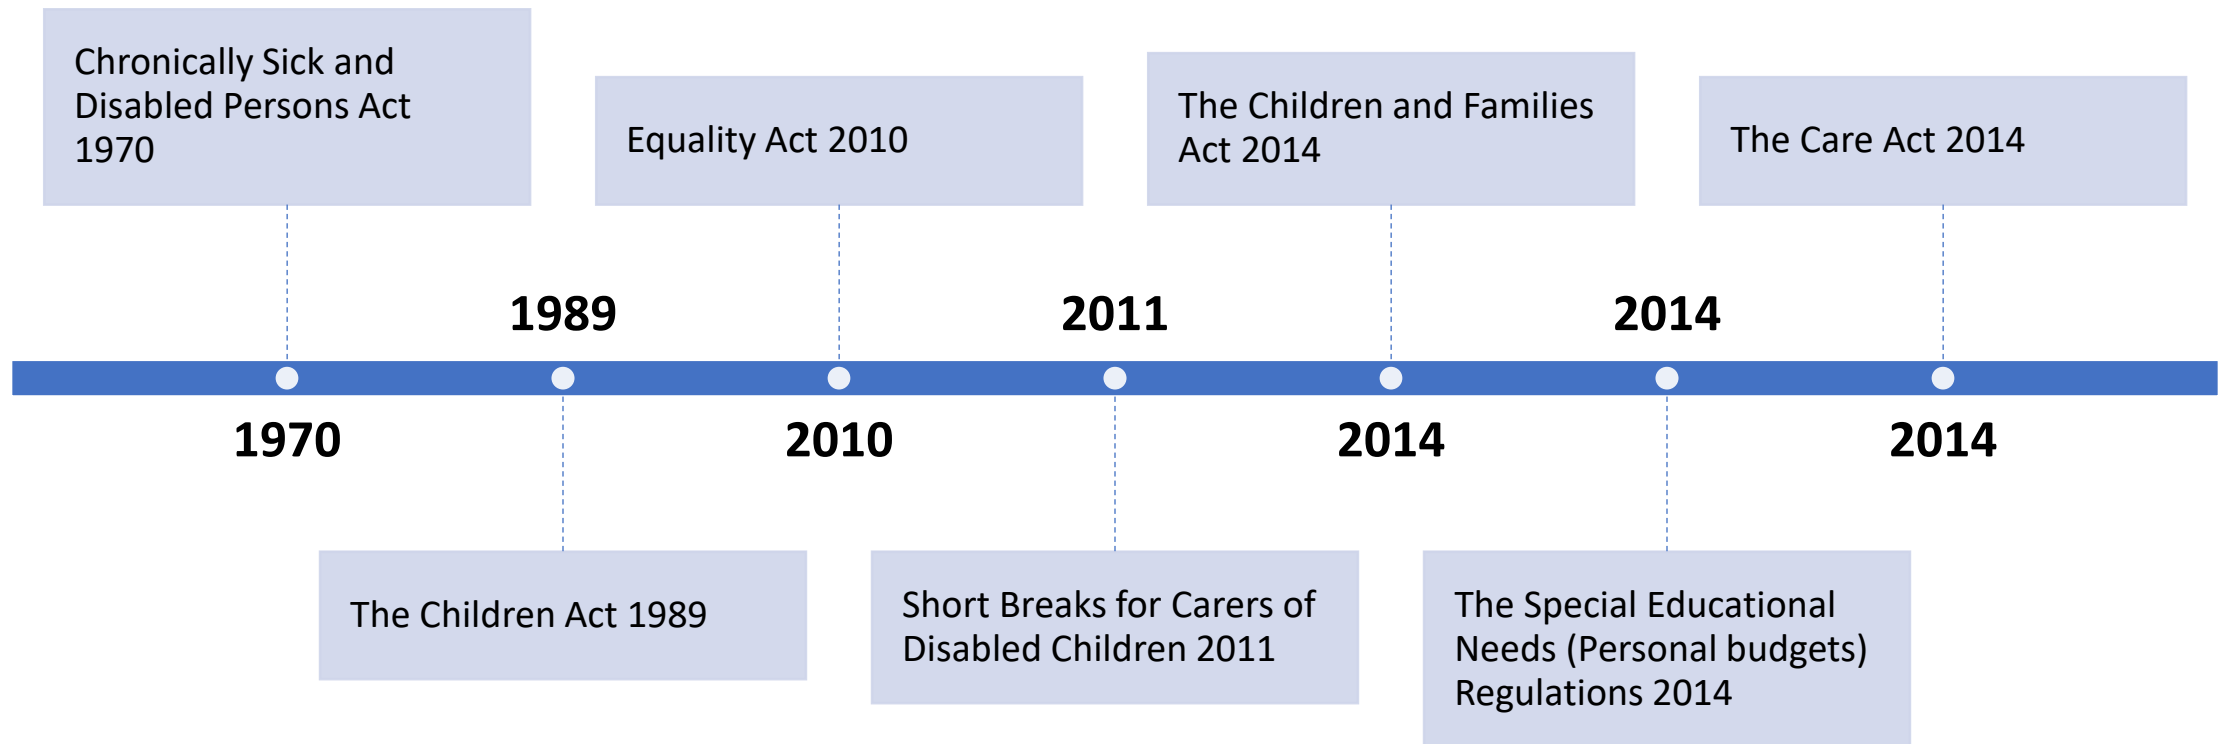 Chronically Sick and
Disabled Persons Act
1970
Equality Act 2010
The Children and Families
Act 2014
The Care Act 2014
1989
2011
2014
1970
2010
2014
2014
The Children Act 1989
Short Breaks for Carers of
Disabled Children 2011
The Special Educational
Needs (Personal budgets)
Regulations 2014